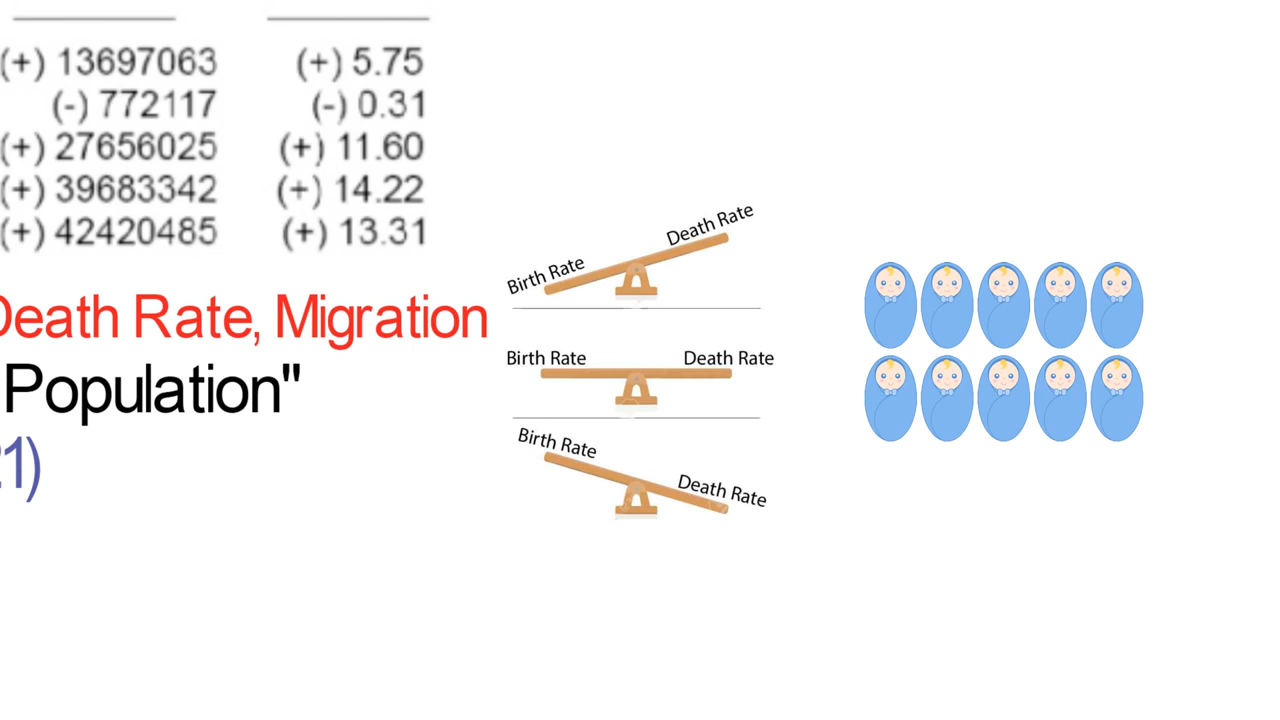 (+) 13697063 (+) 5.75
(-) 772117 (-) 0.31
(+) 27656025 (+) 11.60
(+) 39683342 (+) 14.22
(+) 42420485 (+) 13.31
Death Rate, Migration
Population"
21)
Birth Rate Death Rate
Birth Rate Death Rate
Birth Rate Death Rate